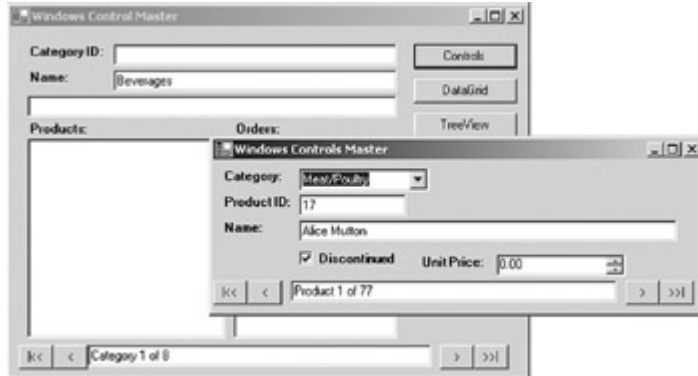 Windows Control Master
Category ID:
Controls
Name:
Beverages
DataGrid
Products:
Orders:
TreeView
Windows Controls Master
Category:
Meat/Poultry
Product ID:
17
Name:
Alice Mutton
Discontinued
Unit Price:
0.00
|<<
<
Product 1 of 77
>
>>|
|<<
<
Category 1 of 8
>
>>|